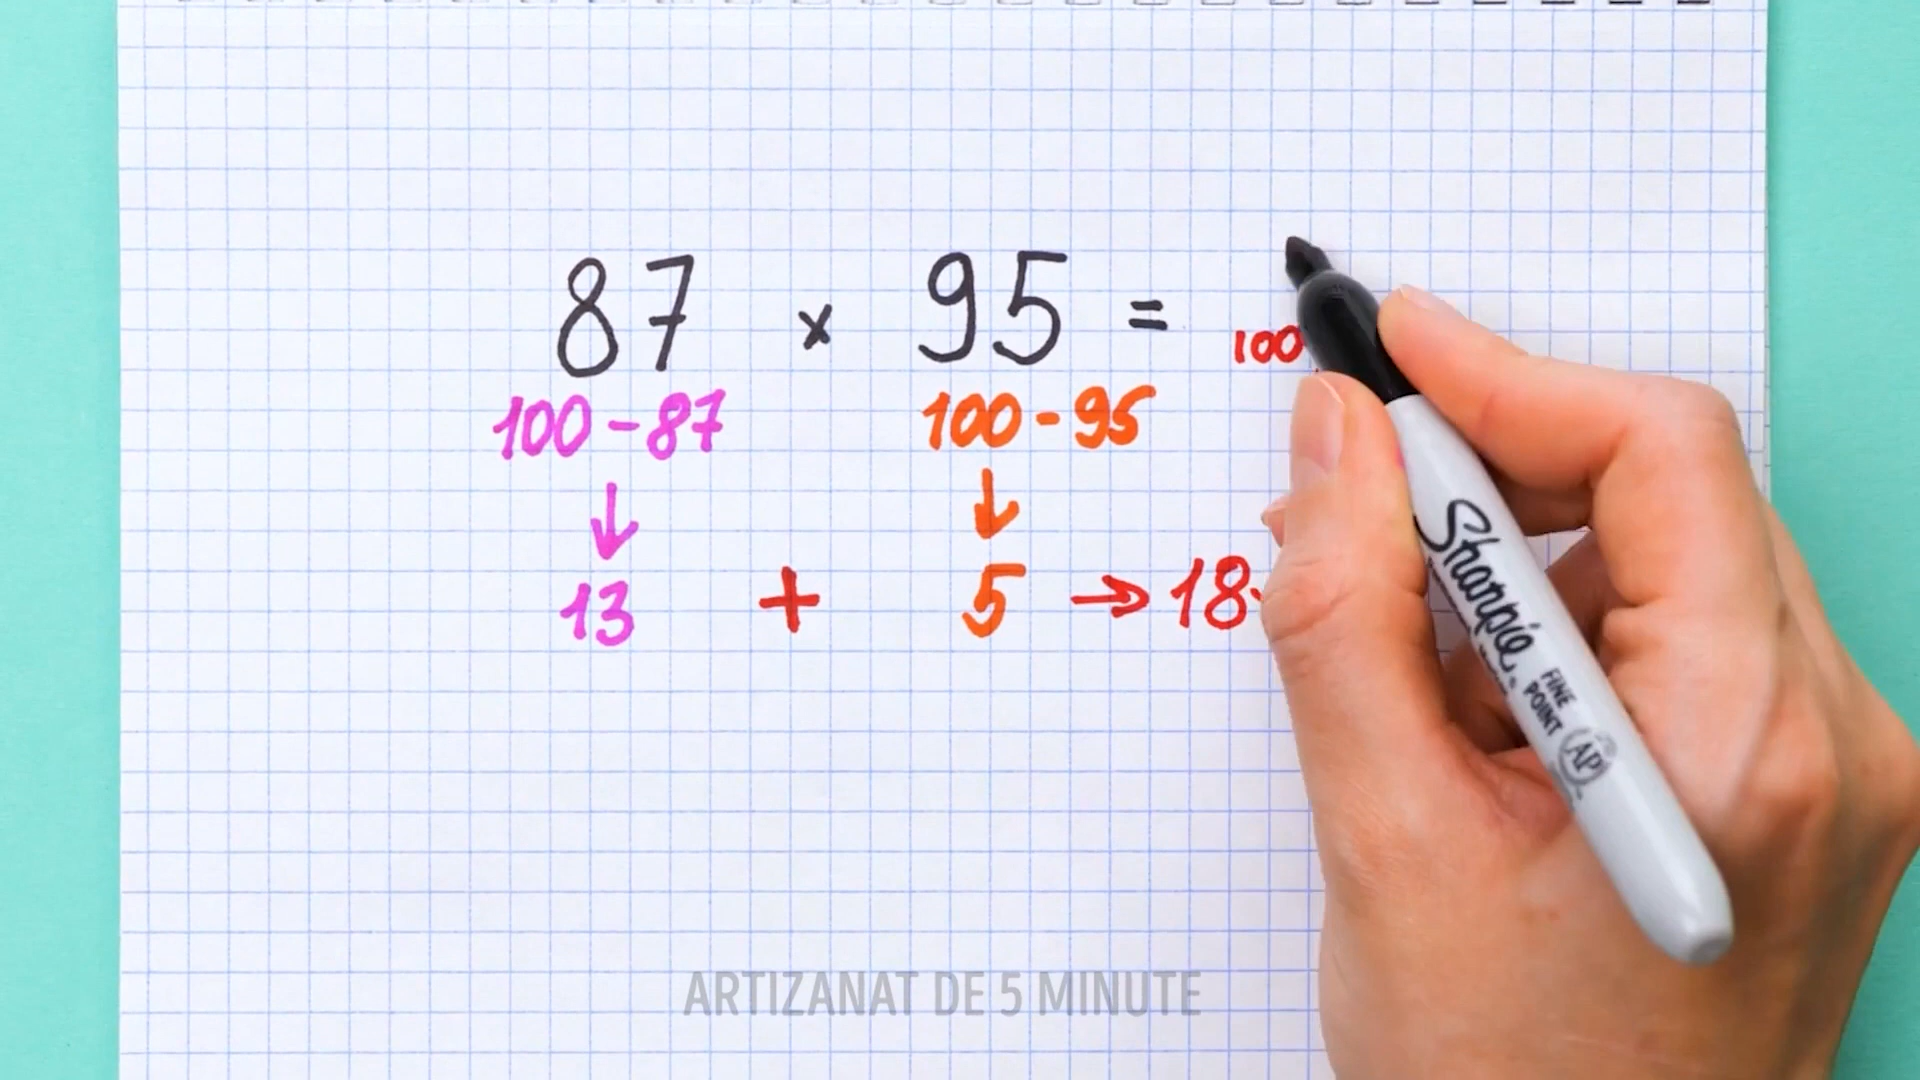 87 × 95 =
100
100 - 87
100 - 95
↓ ↓
13 + 5 → 18
Sharpie
FINE
POINT
AP
ARTIZANAT DE 5 MINUTE